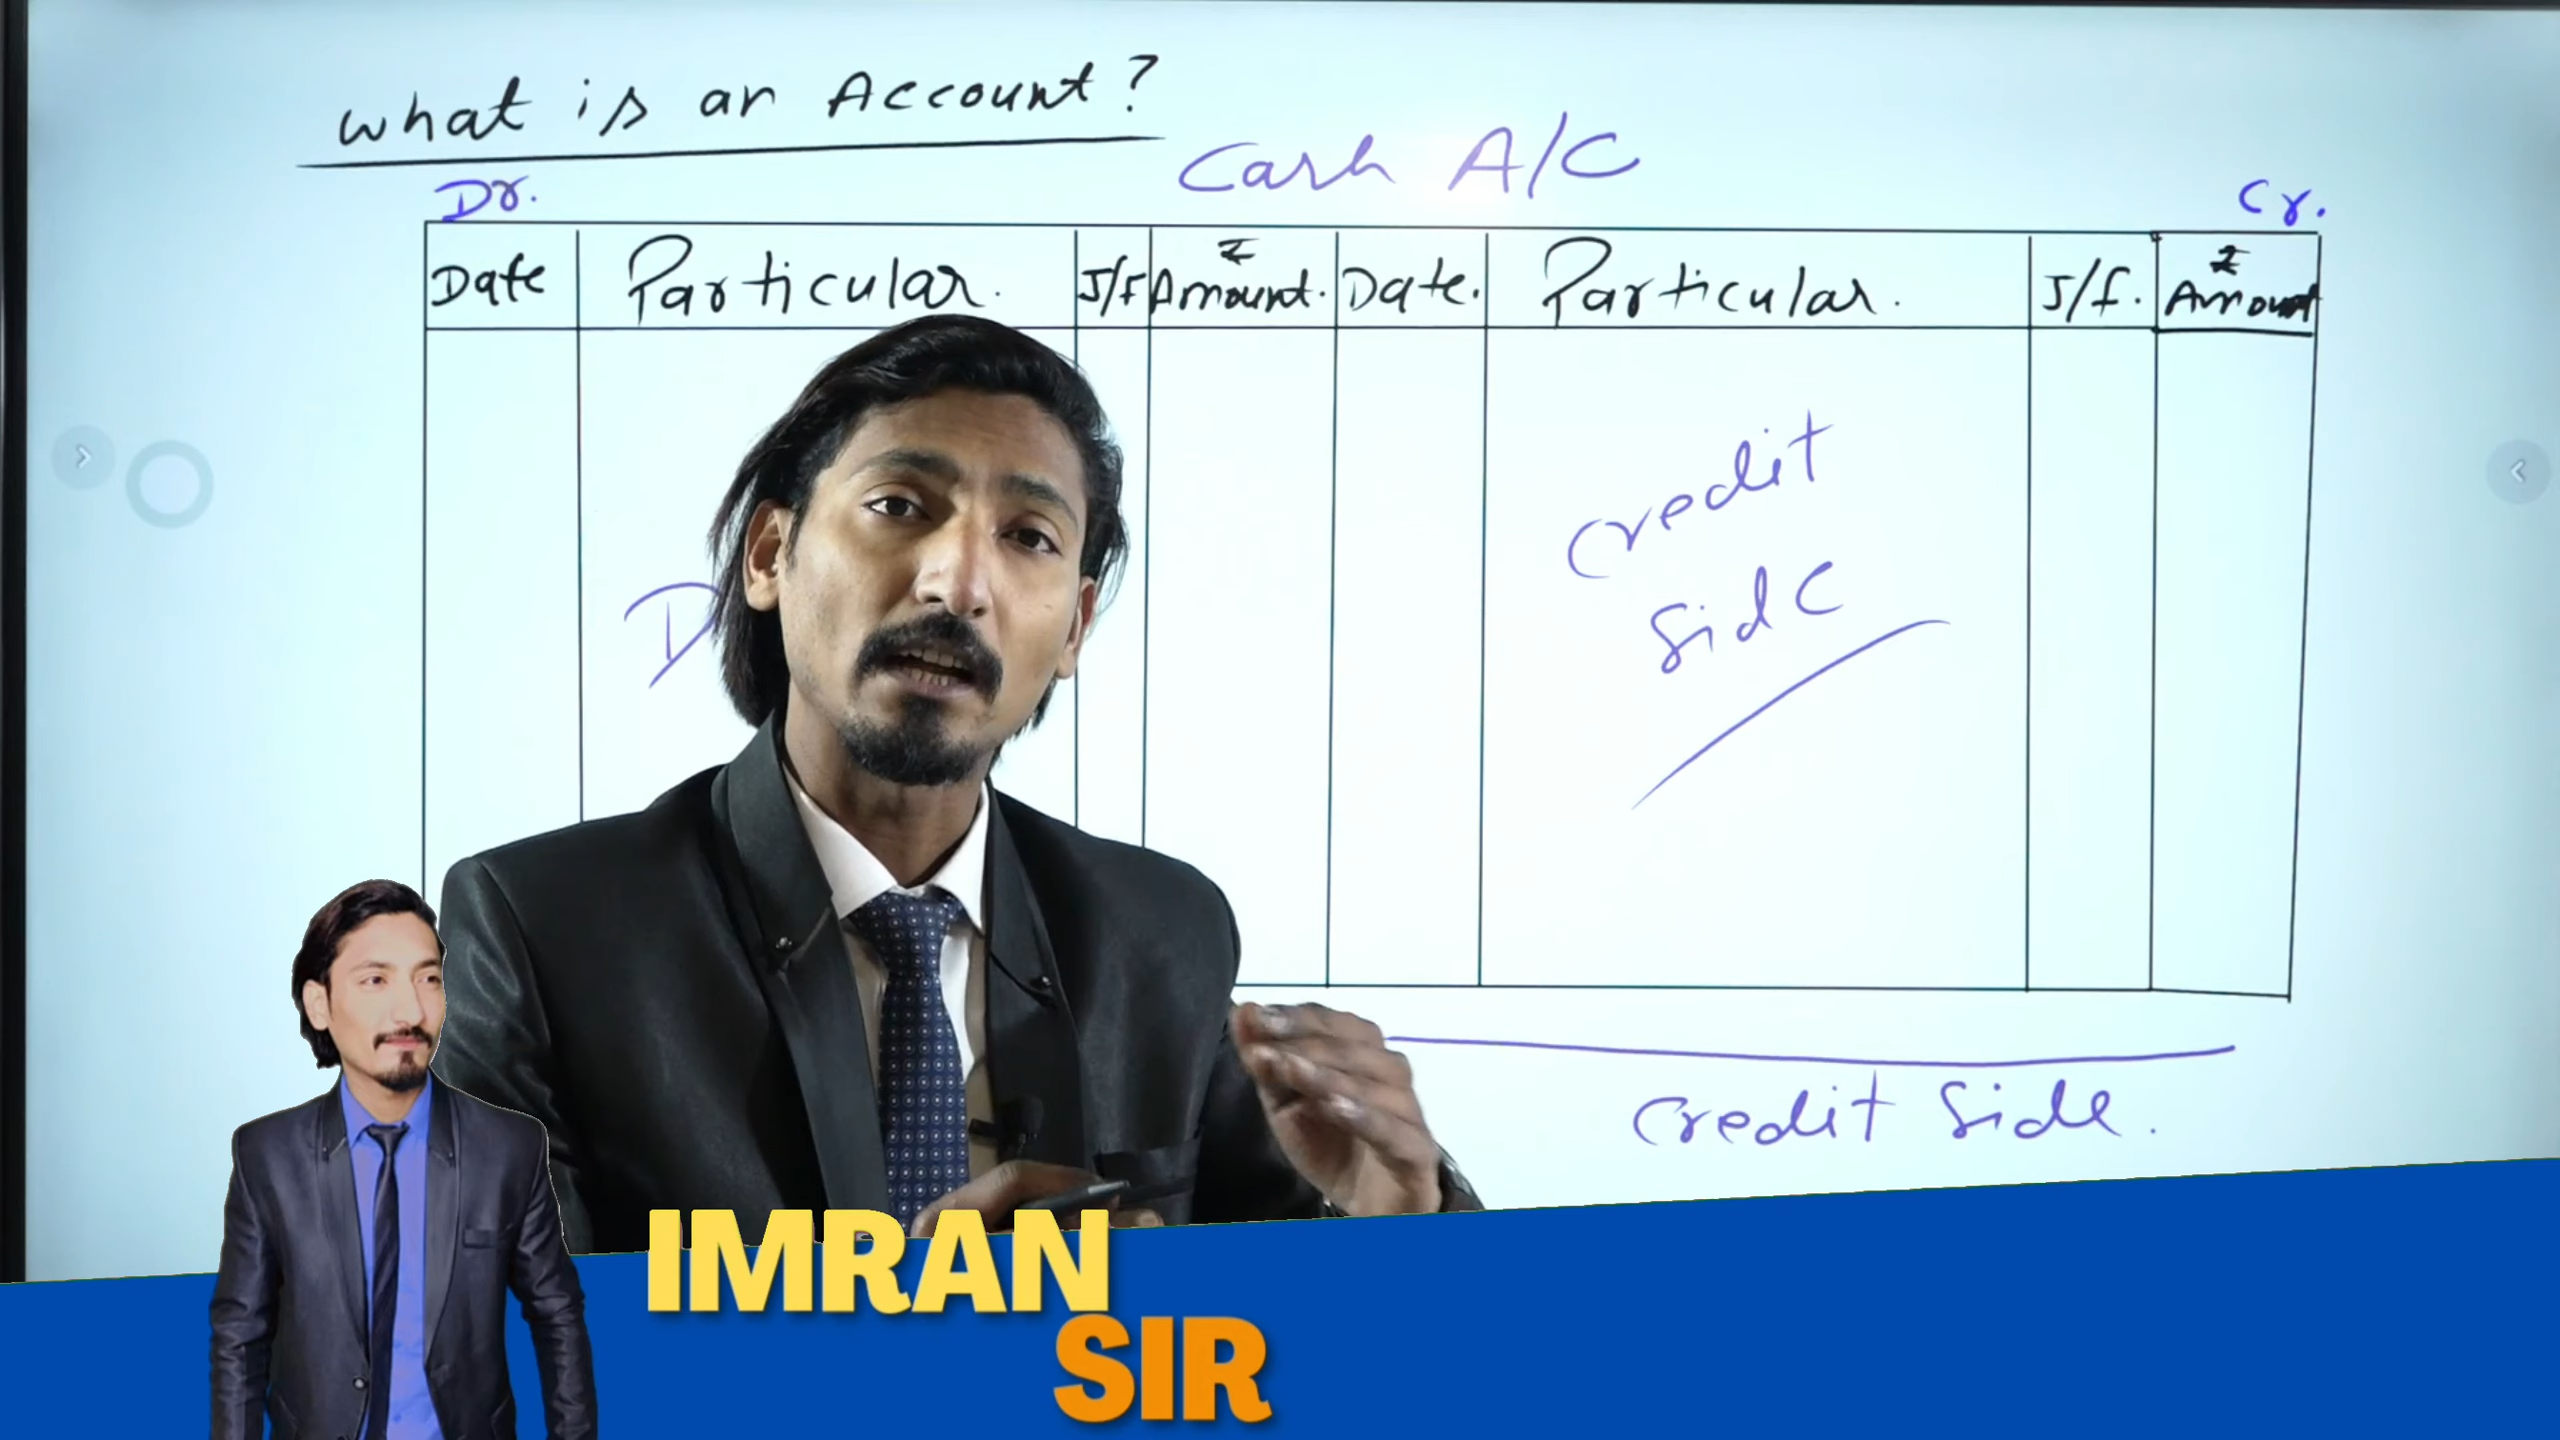 What is an Account?
Cash A/C
Dr.
Cr.
Date Particular. J/F ₹ Amount. Date. Particular. J/f. ₹ Amount
D
Credit
Side
Credit Side.
IMRAN
SIR